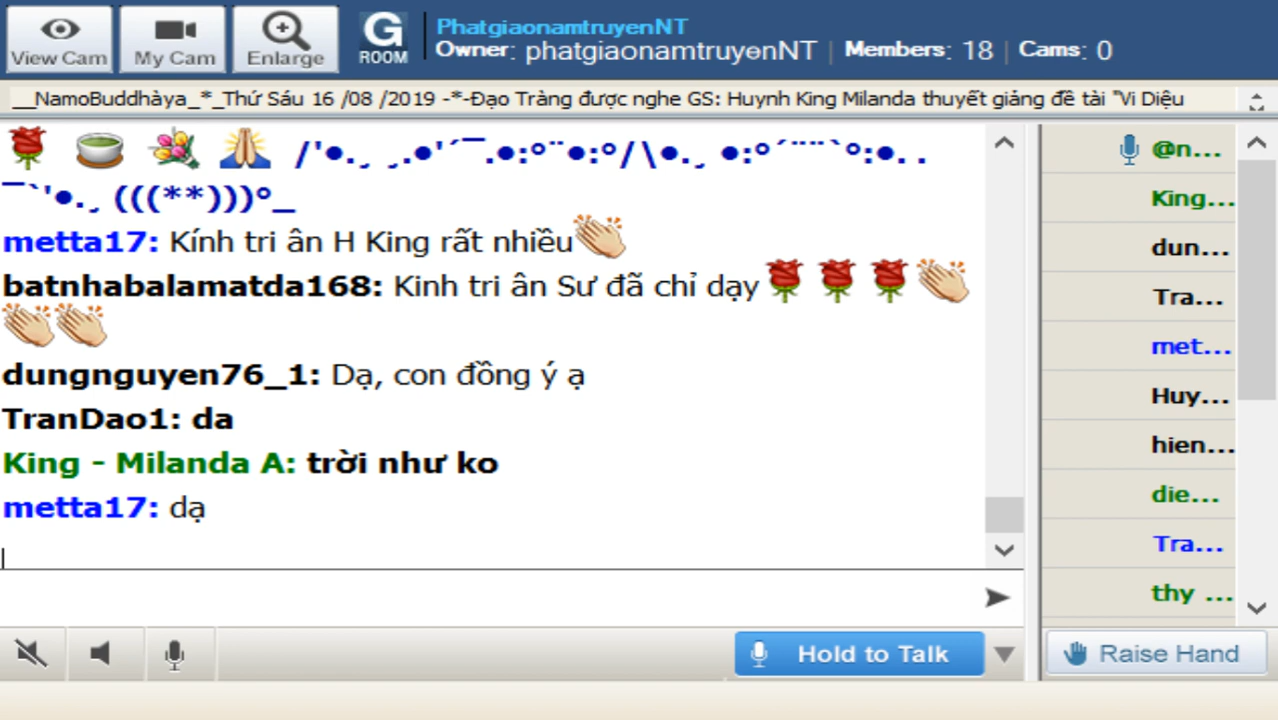 View Cam
My Cam
Enlarge
G
ROOM
PhatgiaonamtruyenNT
Owner: phatgiaonamtruyenNT | Members: 18 | Cams: 0
__NamoBuddhàya_*_Thứ Sáu 16 /08 /2019 -*-Đạo Tràng được nghe GS: Huynh King Milanda thuyết giảng đề tài "Vi Diệu
/'●.¸ ¸.●'´¯.●:°¨●:°/\●.¸ ●:°´¨¨`°:●. .
¯`'●.¸ (((**)))°_
metta17: Kính tri ân H King rất nhiều👏
batnhabalamatda168: Kinh tri ân Sư đã chỉ dạy🌹 🌹 🌹👏
👏👏
dungnguyen76_1: Dạ, con đồng ý ạ
TranDao1: da
King - Milanda A: trời như ko
metta17: dạ
@n...
King...
dun...
Tra...
met...
Huy...
hien...
die...
Tra...
thy ...
Hold to Talk
Raise Hand